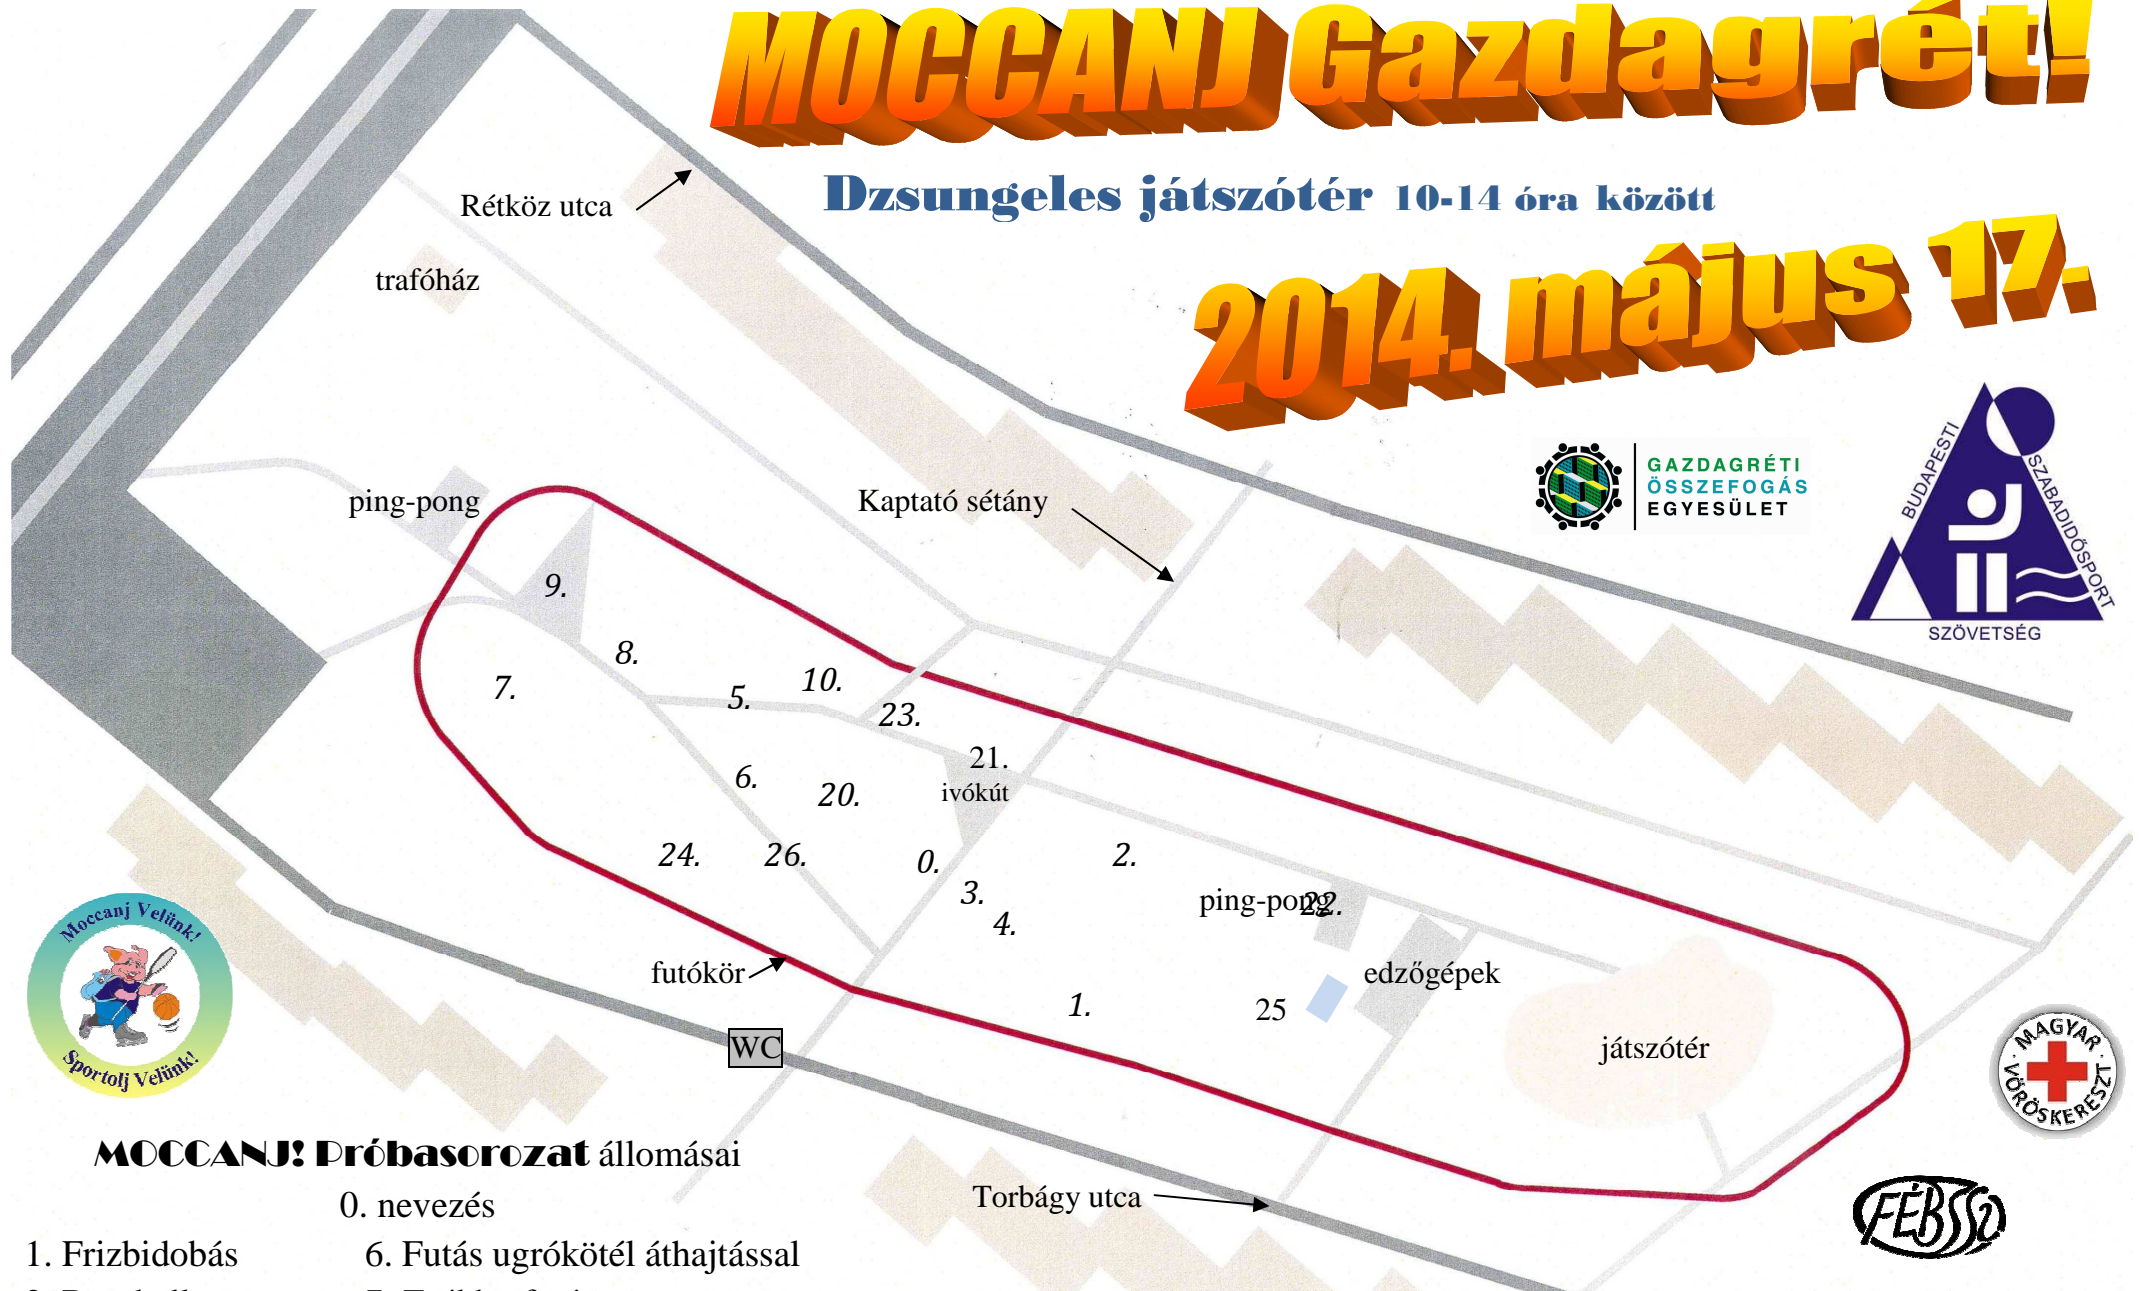 MOCCANJ Gazdagrét!
Dzsungeles játszótér 10-14 óra között
2014. május 17.
Rétköz utca
trafóház
GAZDAGRÉTI
ÖSSZEFOGÁS
EGYESÜLET
BUDAPESTI
SZABADIDŐSPORT
SZÖVETSÉG
ping-pong
Kaptató sétány
9.
8.
7.
5.
10.
23.
21.
ivókút
6.
20.
24.
26.
0.
2.
3.
4.
ping-pong
22.
futókör
edzőgépek
1.
25
WC
játszótér
Moccanj Velünk!
Sportolj Velünk!
MAGYAR
VÖRÖSKERESZT
Torbágy utca
FÉBSSZ
MOCCANJ! Próbasorozat állomásai
0. nevezés
1. Frizbidobás
6. Futás ugrókötél áthajtással